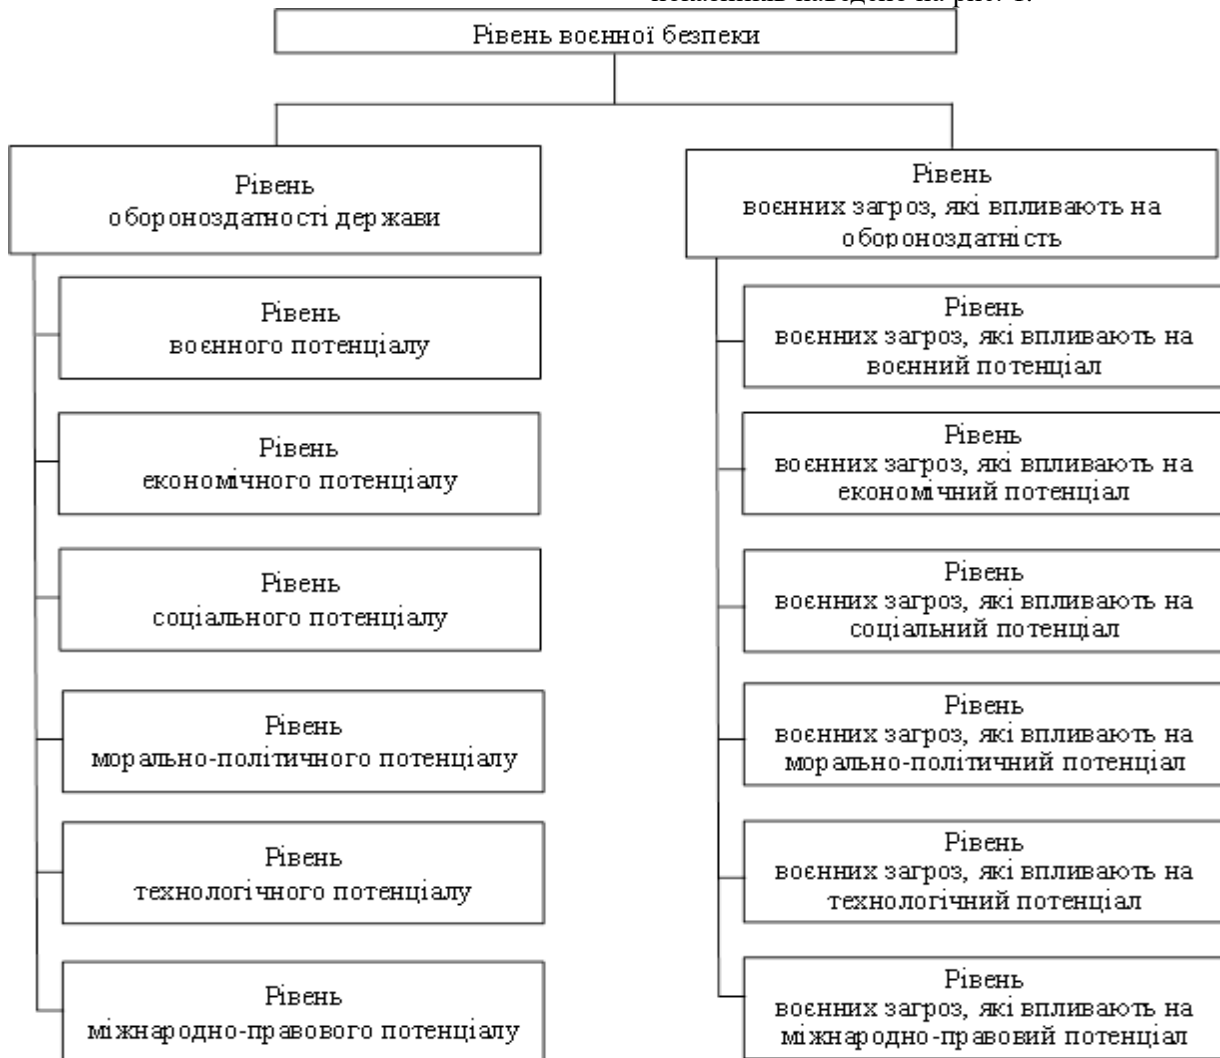 наведено на рис. 1.
Рівень воєнної безпеки
Рівень
обороноздатності держави
Рівень
воєнного потенціалу
Рівень
економічного потенціалу
Рівень
соціального потенціалу
Рівень
морально-політичного потенціалу
Рівень
технологічного потенціалу
Рівень
міжнародно-правового потенціалу
Рівень
воєнних загроз, які впливають на
обороноздатність
Рівень
воєнних загроз, які впливають на
воєнний потенціал
Рівень
воєнних загроз, які впливають на
економічний потенціал
Рівень
воєнних загроз, які впливають на
соціальний потенціал
Рівень
воєнних загроз, які впливають на
морально-політичний потенціал
Рівень
воєнних загроз, які впливають на
технологічний потенціал
Рівень
воєнних загроз, які впливають на
міжнародно-правовий потенціал